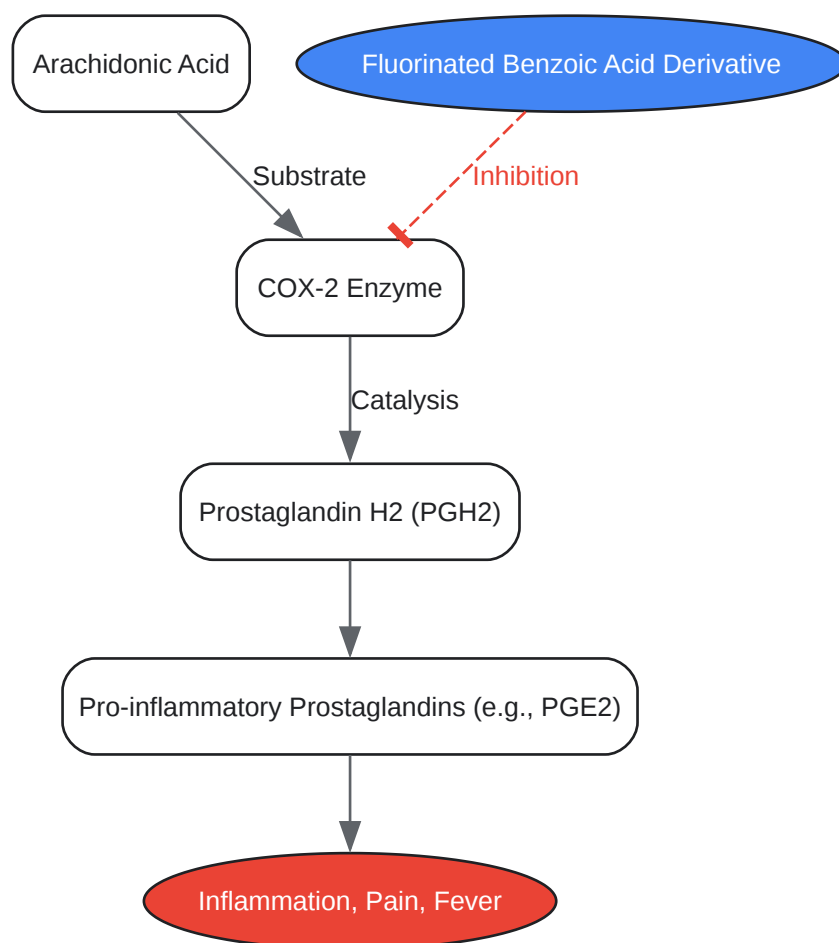 Arachidonic Acid
Fluorinated Benzoic Acid Derivative
Substrate
Inhibition
COX-2 Enzyme
Catalysis
Prostaglandin H2 (PGH2)
Pro-inflammatory Prostaglandins (e.g., PGE2)
Inflammation, Pain, Fever